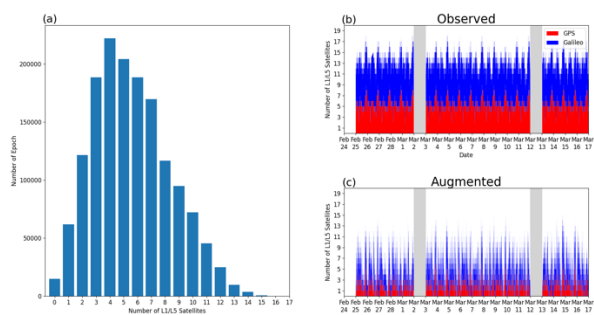 (a)
Number of Epoch
200000
150000
100000
50000
0
0 1 2 3 4 5 6 7 8 9 10 11 12 13 14 15 16 17
Number of L1/L5 Satellites
(b)
Observed
Number of L1/L5 Satellites
19
17
15
13
11
9
7
5
3
1
GPS
Galileo
Feb Feb Feb Feb Feb Mar Mar Mar Mar Mar Mar Mar Mar Mar Mar Mar Mar Mar Mar Mar Mar Mar
24 25 26 27 28 1 2 3 4 5 6 7 8 9 10 11 12 13 14 15 16 17
Date
(c)
Augmented
Number of L1/L5 Satellites
19
17
15
13
11
9
7
5
3
1
Feb Feb Feb Feb Feb Mar Mar Mar Mar Mar Mar Mar Mar Mar Mar Mar Mar Mar Mar Mar Mar Mar
24 25 26 27 28 1 2 3 4 5 6 7 8 9 10 11 12 13 14 15 16 17